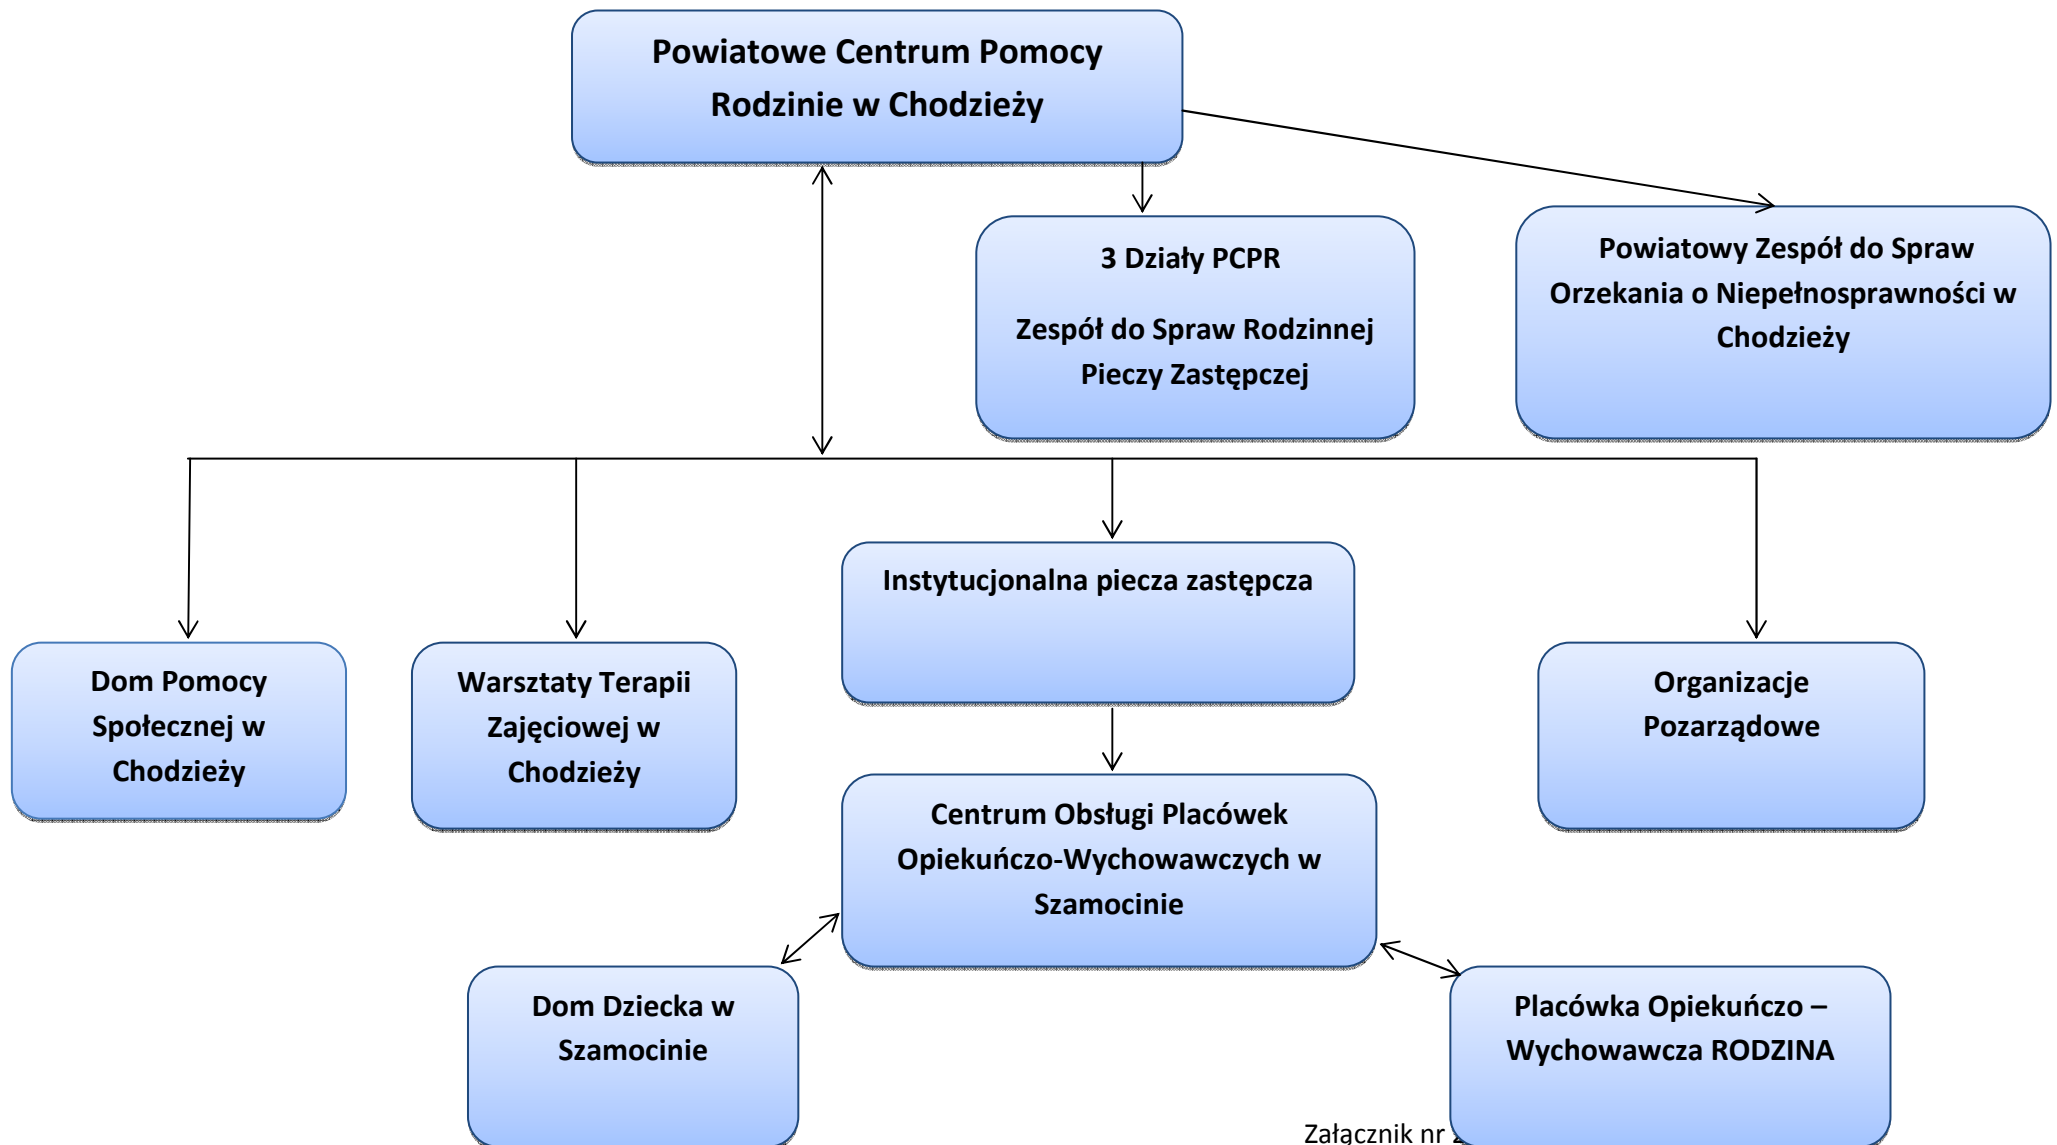 Powiatowe Centrum Pomocy
Rodzinie w Chodzieży
3 Działy PCPR
Zespół do Spraw Rodzinnej
Pieczy Zastępczej
Powiatowy Zespół do Spraw
Orzekania o Niepełnosprawności w
Chodzieży
Instytucjonalna piecza zastępcza
Dom Pomocy
Społecznej w
Chodzieży
Warsztaty Terapii
Zajęciowej w
Chodzieży
Organizacje
Pozarządowe
Centrum Obsługi Placówek
Opiekuńczo-Wychowawczych w
Szamocinie
Dom Dziecka w
Szamocinie
Placówka Opiekuńczo –
Wychowawcza RODZINA
Załącznik nr